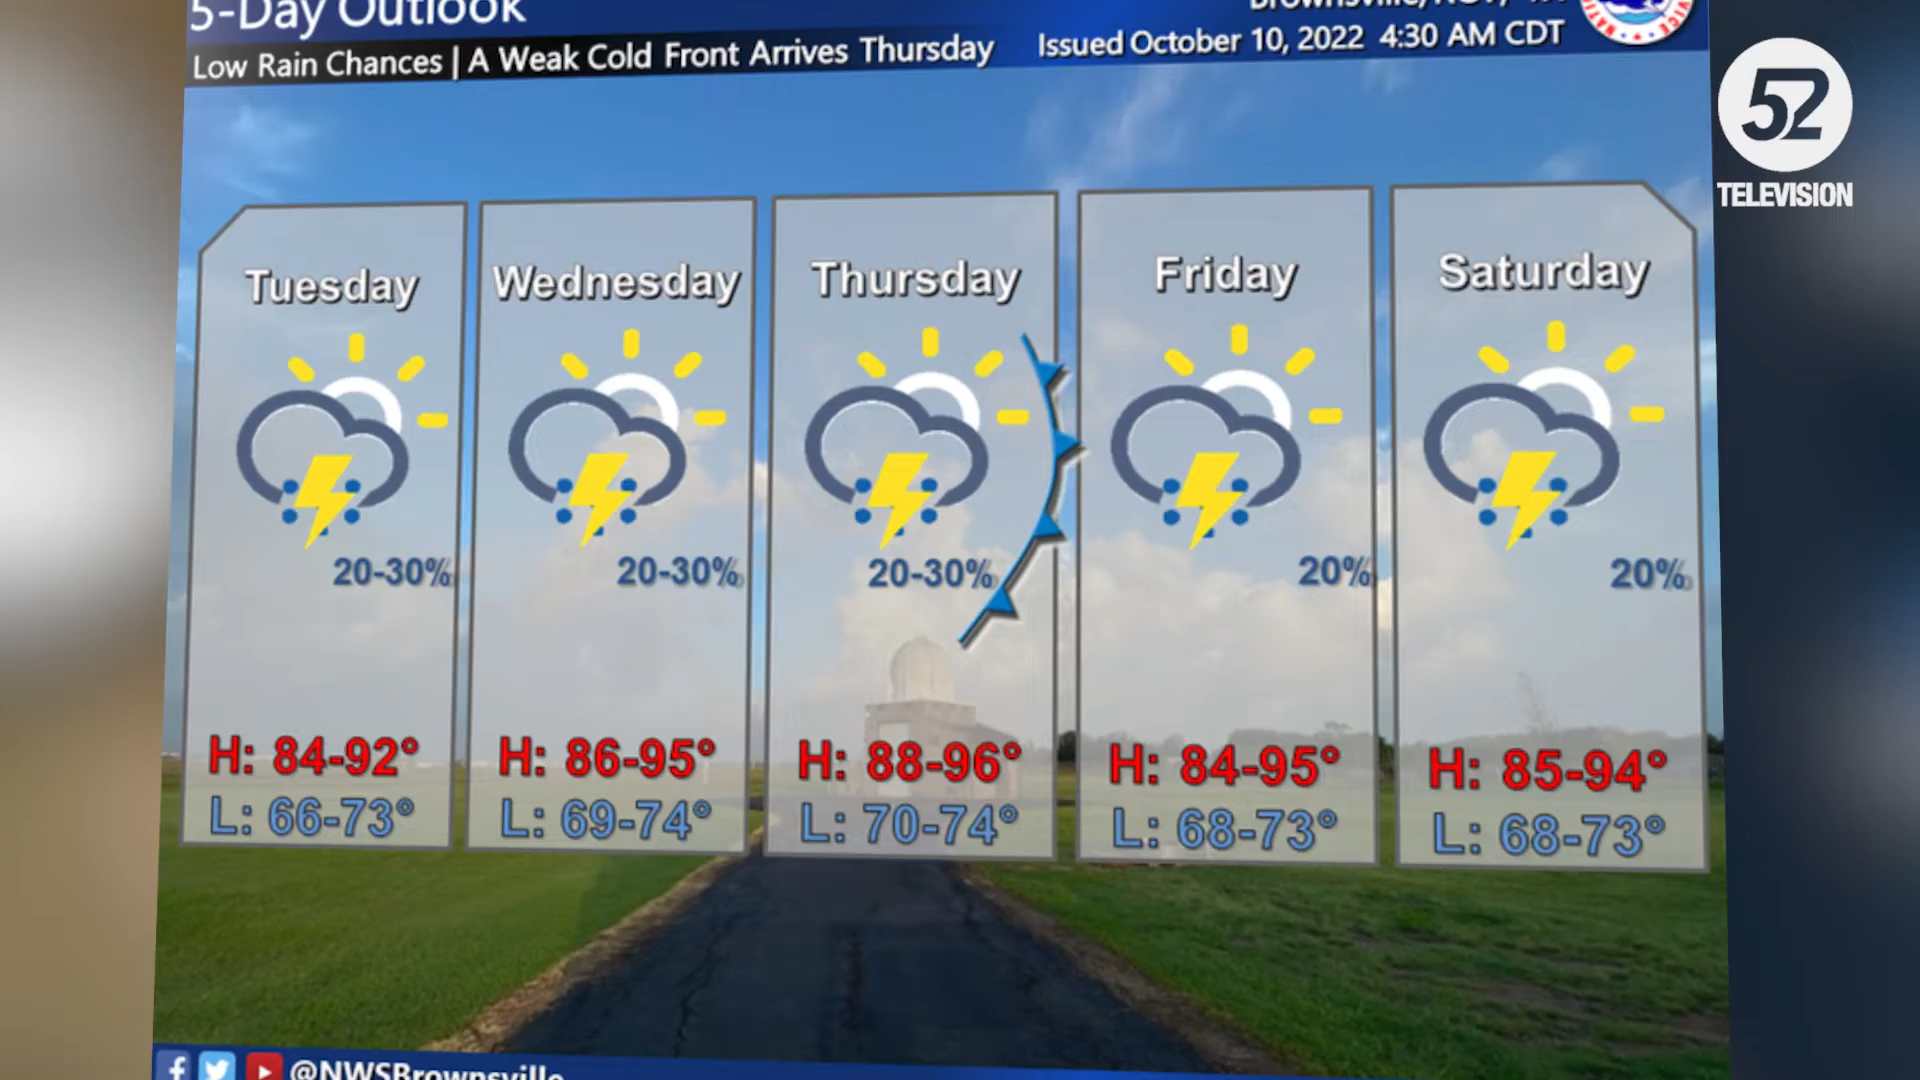 5-Day Outlook
Low Rain Chances | A Weak Cold Front Arrives Thursday
Issued October 10, 2022 4:30 AM CDT
52
TELEVISION
Tuesday
Wednesday
Thursday
Friday
Saturday
20-30%
20-30%
20-30%
20%
20%
H: 84-92°
H: 86-95°
H: 88-96°
H: 84-95°
H: 85-94°
L: 66-73°
L: 69-74°
L: 70-74°
L: 68-73°
L: 68-73°
@NWSBrownsville